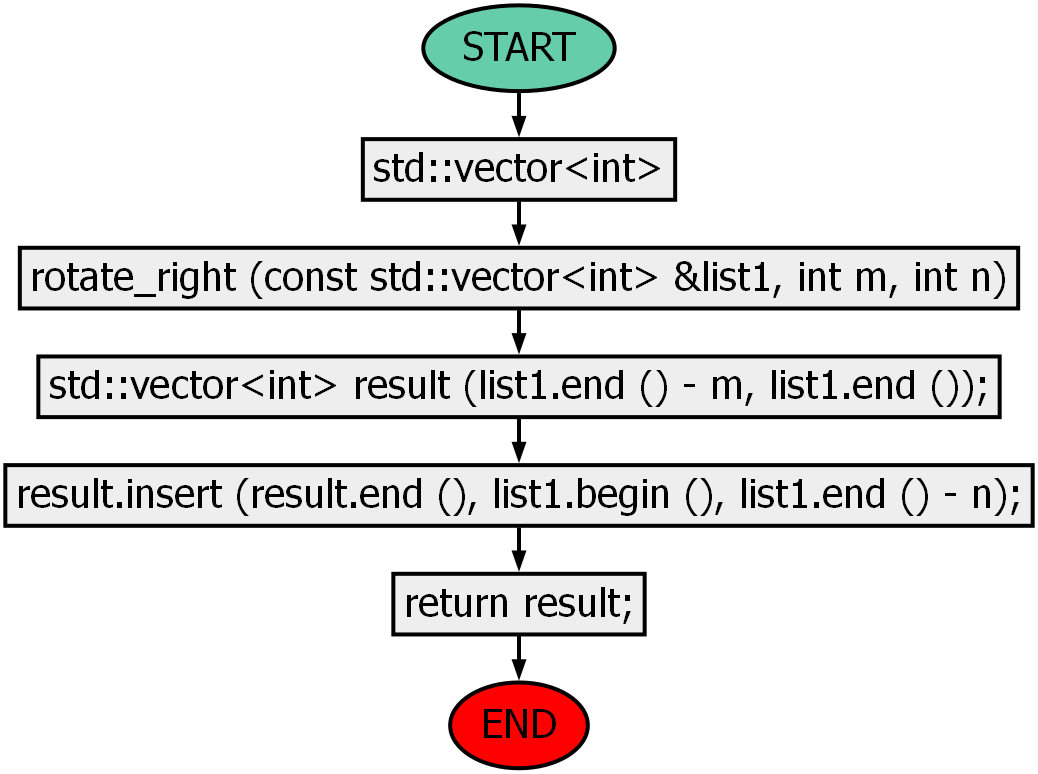 START
std::vector<int>
rotate_right (const std::vector<int> &list1, int m, int n)
std::vector<int> result (list1.end () - m, list1.end ());
result.insert (result.end (), list1.begin (), list1.end () - n);
return result;
END